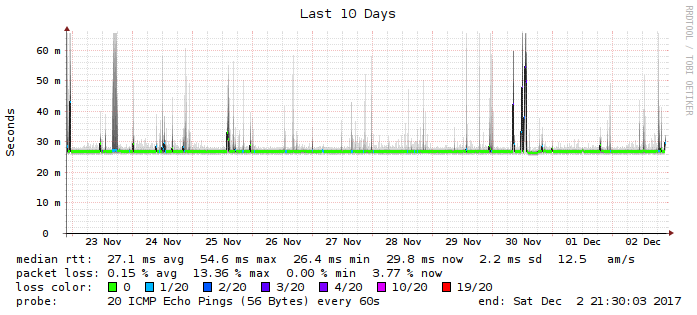 Last 10 Days
RRDTOOL / TOBI OETIKER
Seconds
60 m
50 m
40 m
30 m
20 m
10 m
0
23 Nov 24 Nov 25 Nov 26 Nov 27 Nov 28 Nov 29 Nov 30 Nov 01 Dec 02 Dec
median rtt: 27.1 ms avg 54.6 ms max 26.4 ms min 29.8 ms now 2.2 ms sd 12.5 am/s
packet loss: 0.15 % avg 13.36 % max 0.00 % min 3.77 % now
loss color: 0 1/20 2/20 3/20 4/20 10/20 19/20
probe: 20 ICMP Echo Pings (56 Bytes) every 60s end: Sat Dec 2 21:30:03 2017